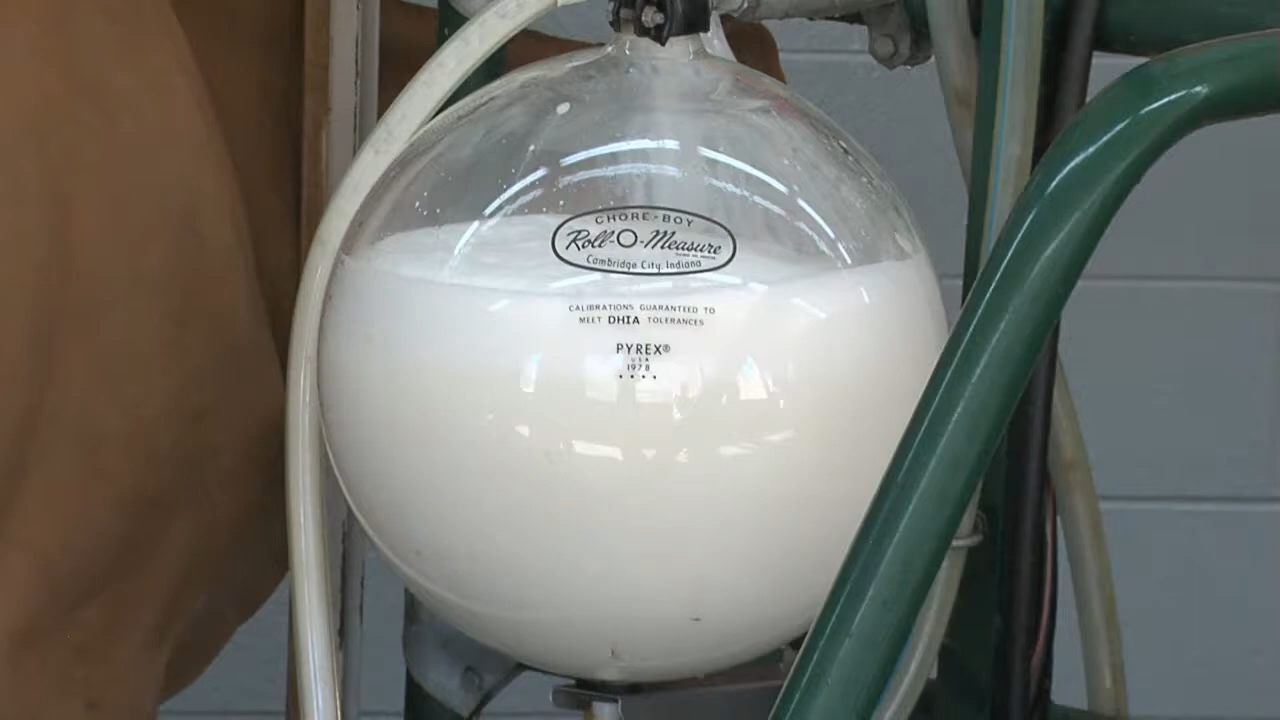 CHORE-BOY
Roll-O-Measure
Cambridge City, Indiana
CALIBRATIONS GUARANTEED TO
MEET DHIA TOLERANCES
PYREX®
USA
1978